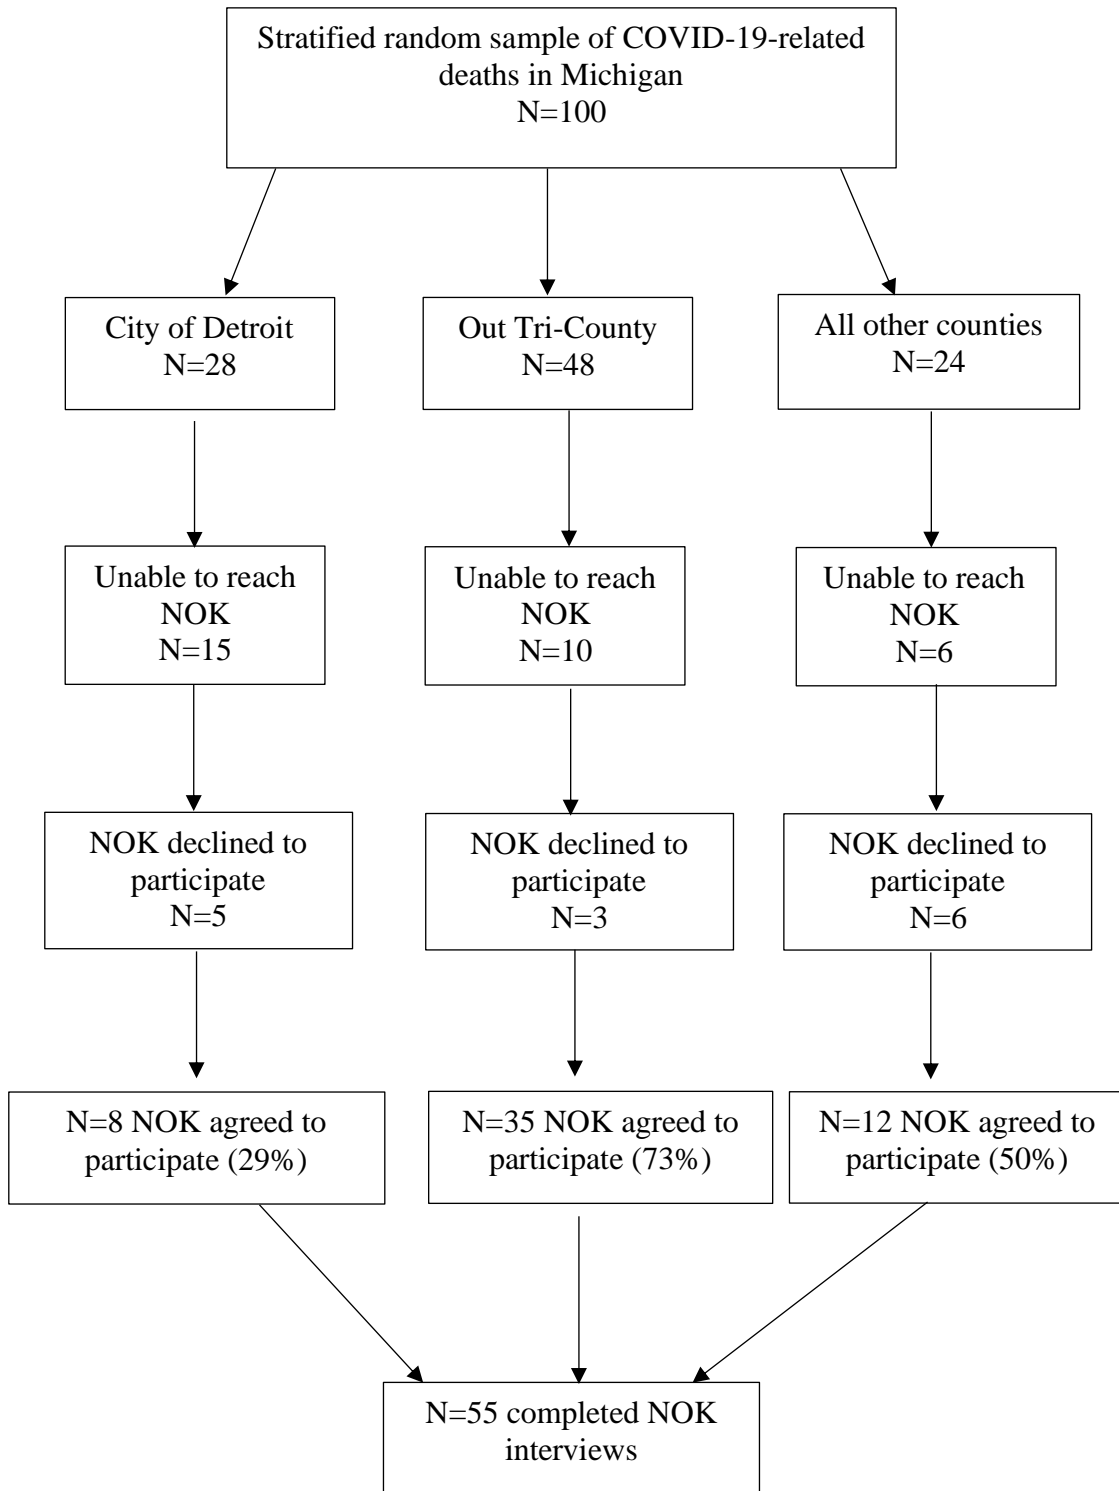 Stratified random sample of COVID-19-related
deaths in Michigan
N=100
City of Detroit
N=28
Out Tri-County
N=48
All other counties
N=24
Unable to reach
NOK
N=15
Unable to reach
NOK
N=10
Unable to reach
NOK
N=6
NOK declined to
participate
N=5
NOK declined to
participate
N=3
NOK declined to
participate
N=6
N=8 NOK agreed to
participate (29%)
N=35 NOK agreed to
participate (73%)
N=12 NOK agreed to
participate (50%)
N=55 completed NOK
interviews